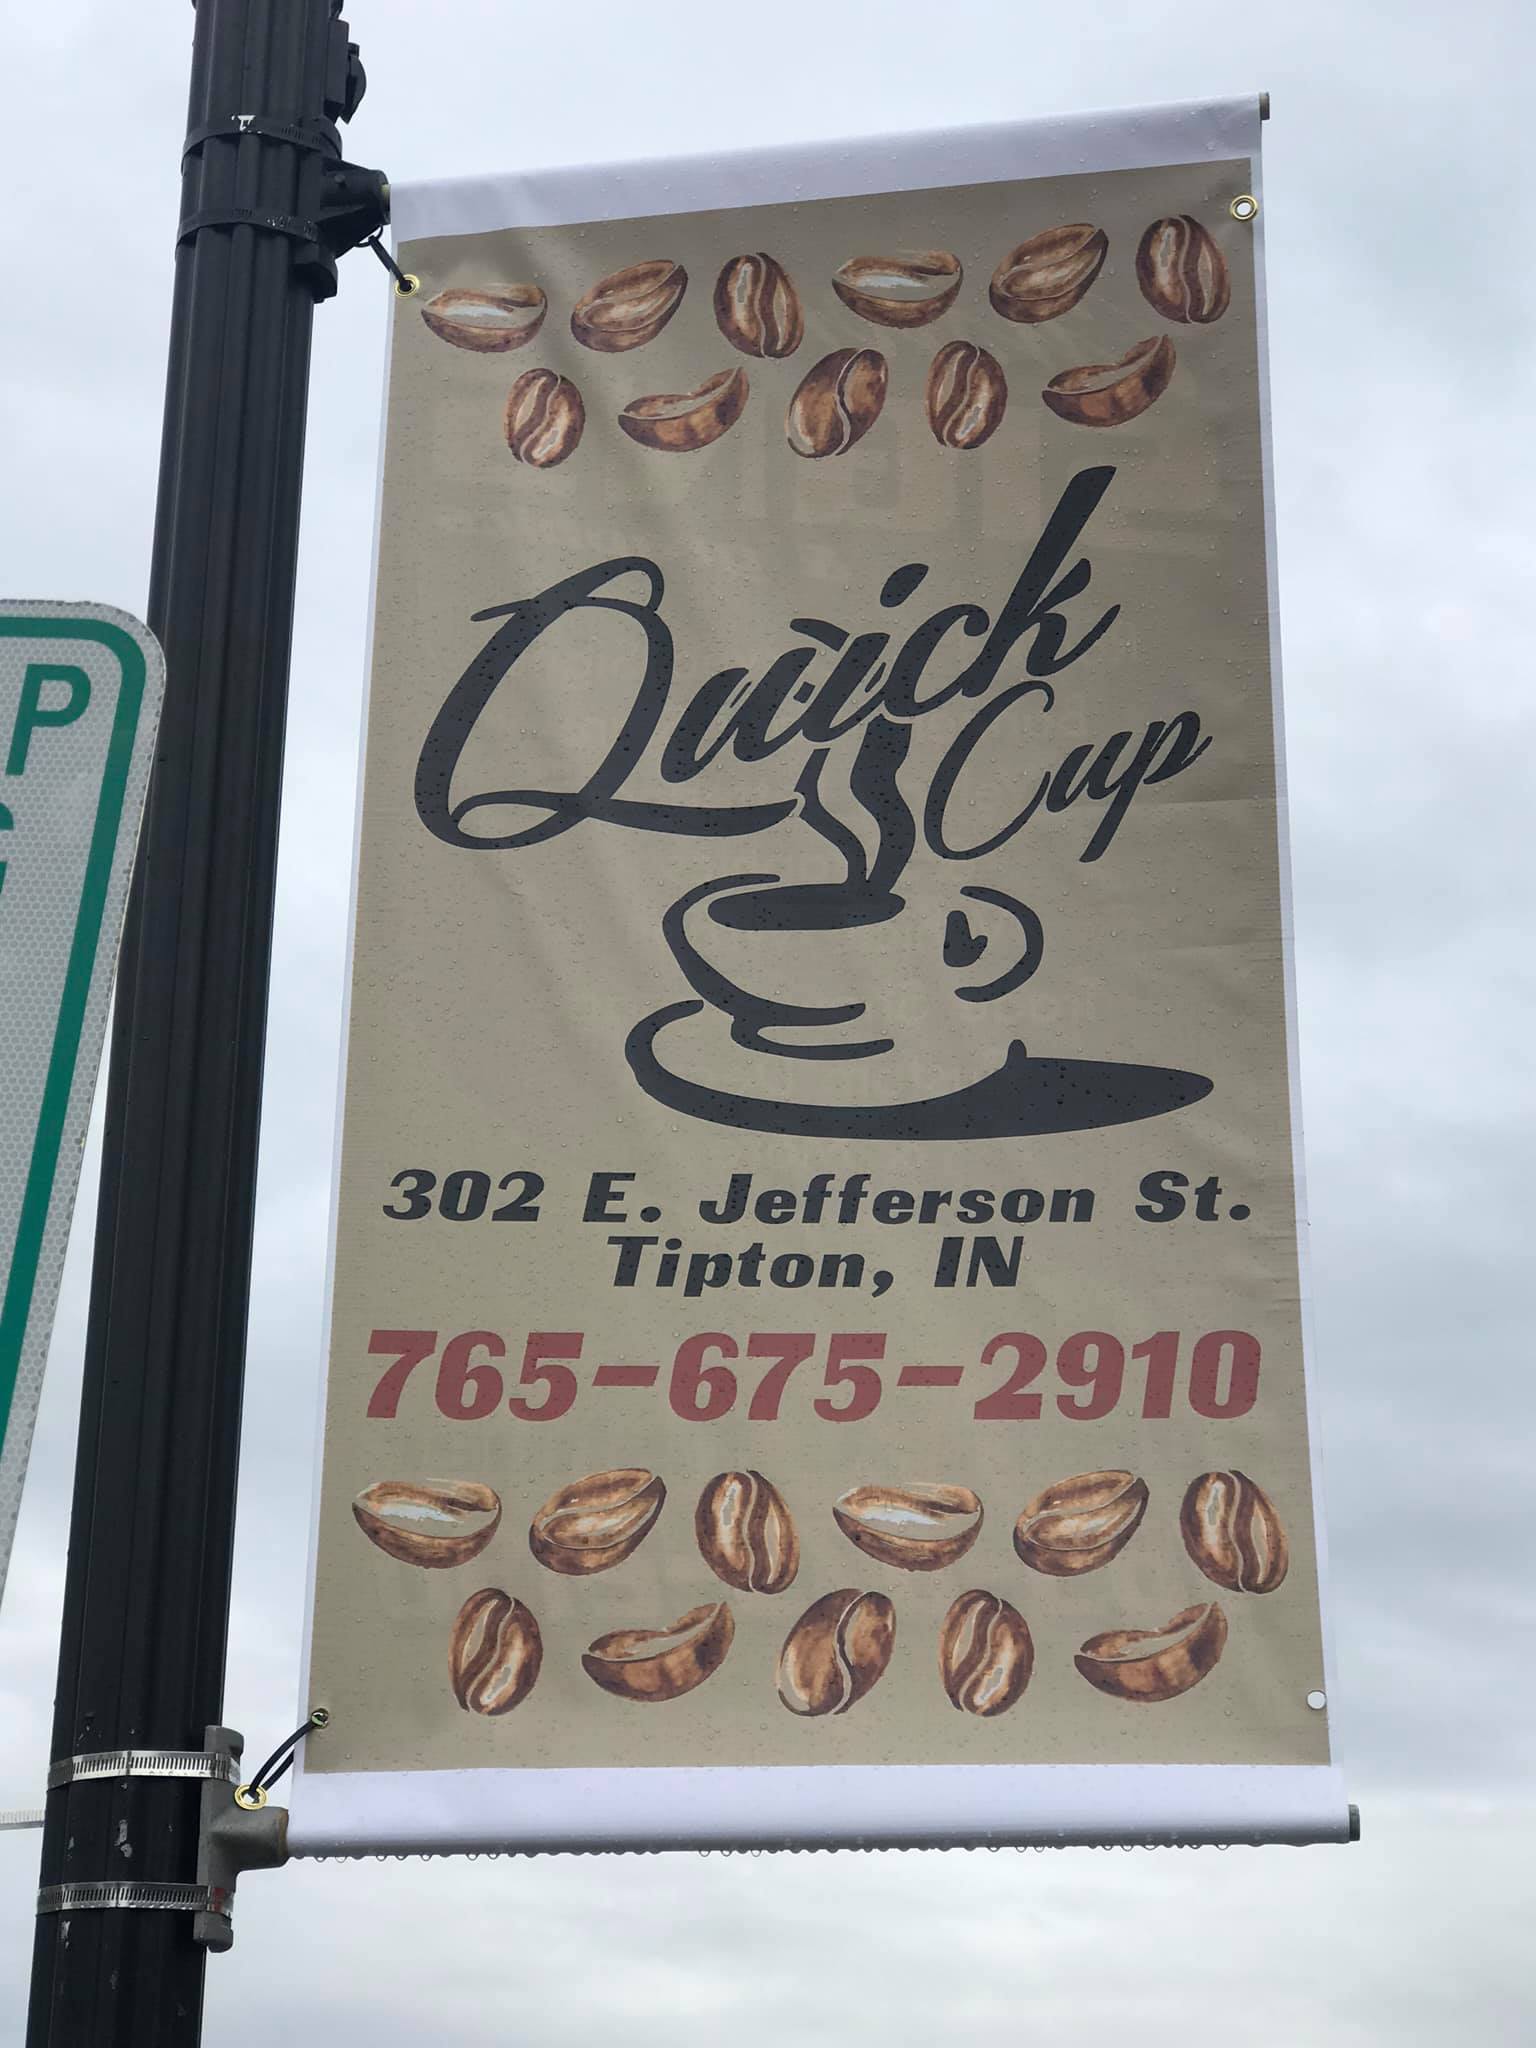 P
Quick
Cup
302 E. Jefferson St.
Tipton, IN
765-675-2910